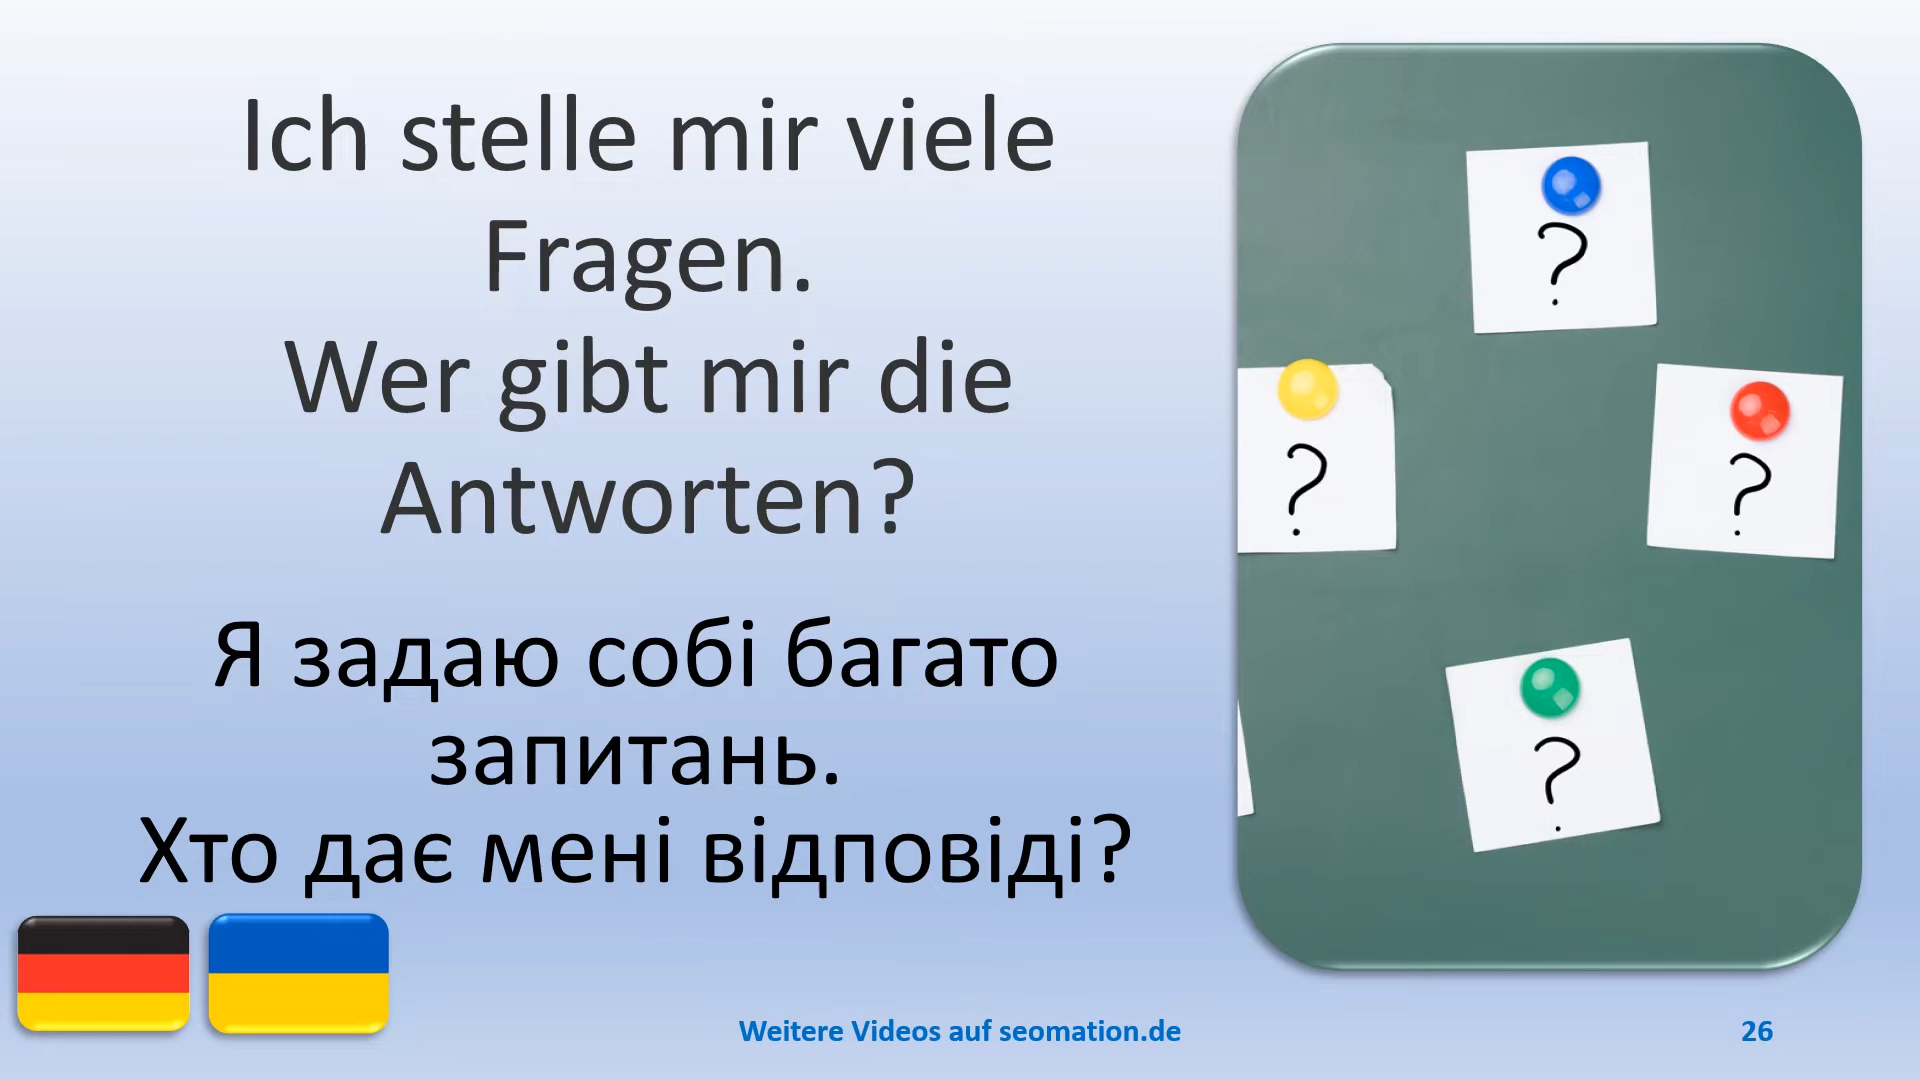 Ich stelle mir viele
Fragen.
Wer gibt mir die
Antworten?
Я задаю собі багато
запитань.
Хто дає мені відповіді?
?
?
?
?
Weitere Videos auf seomation.de
26